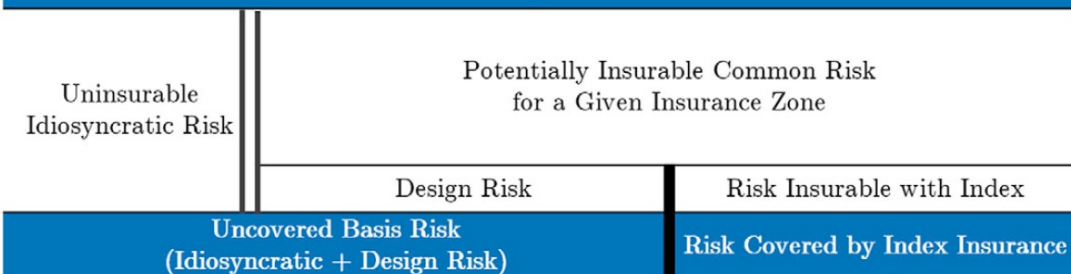 Uninsurable
Idiosyncratic Risk
Potentially Insurable Common Risk
for a Given Insurance Zone
Design Risk
Risk Insurable with Index
Uncovered Basis Risk
(Idiosyncratic + Design Risk)
Risk Covered by Index Insurance